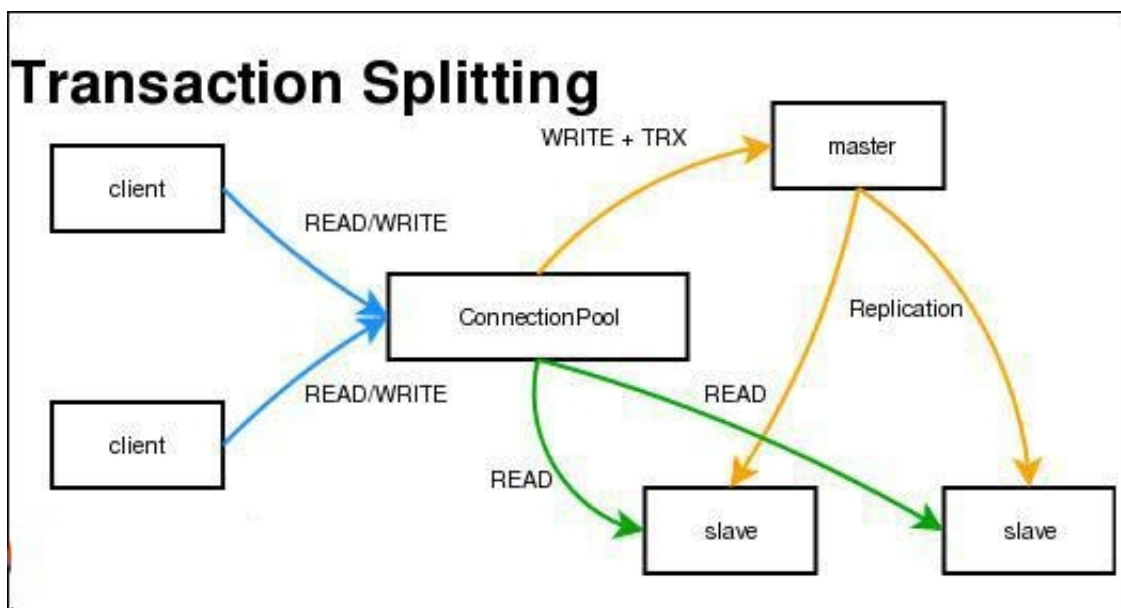 Transaction Splitting
WRITE + TRX
master
client
READ/WRITE
ConnectionPool
Replication
READ/WRITE
READ
client
READ
slave
slave